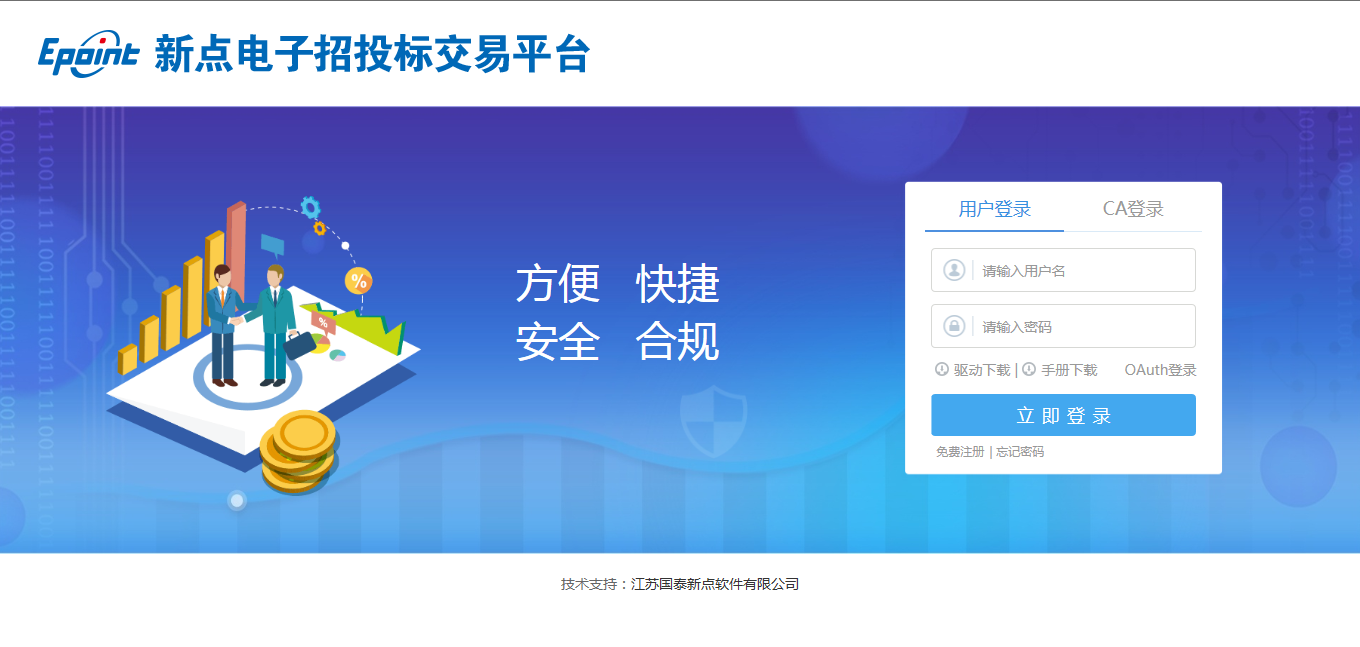 Epoint 新点电子招投标交易平台
用户登录 CA登录
方便 快捷
安全 合规
%
%
请输入用户名
请输入密码
驱动下载 | 手册下载 OAuth登录
立即登录
免费注册 | 忘记密码
技术支持：江苏国泰新点软件有限公司